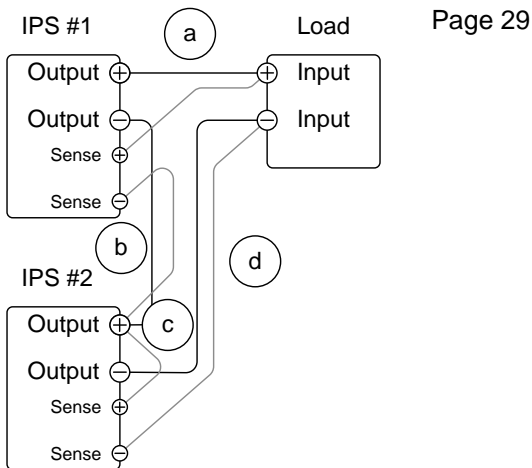 IPS #1
a
Load
Page 29
Output +
+ Input
Output −
− Input
Sense +
Sense −
b
d
IPS #2
Output +
c
Output −
Sense +
Sense −